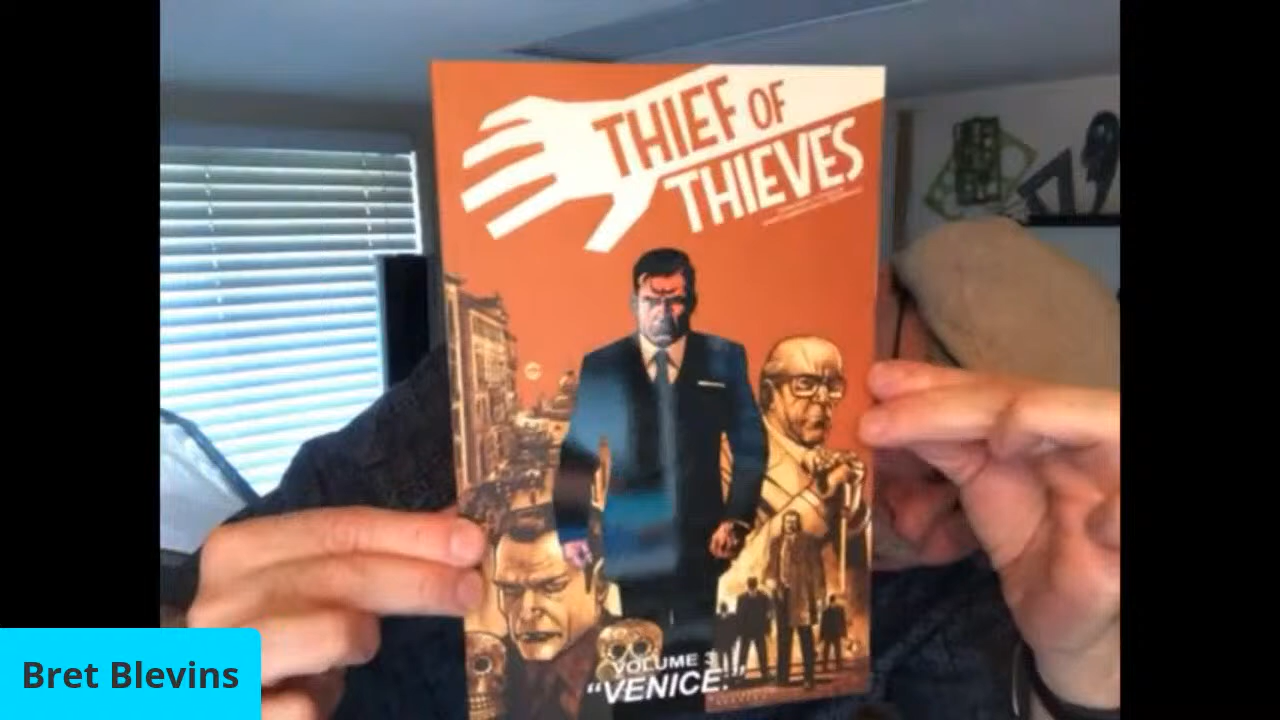 THIEF OF
THIEVES
VOLUME 3
"VENICE"
Bret Blevins